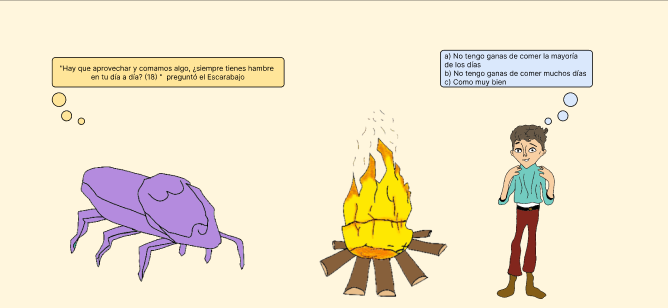 "Hay que aprovechar y comamos algo, ¿siempre tienes hambre
en tu día a día? (18) " preguntó el Escarabajo
a) No tengo ganas de comer la mayoría
de los días
b) No tengo ganas de comer muchos días
c) Como muy bien